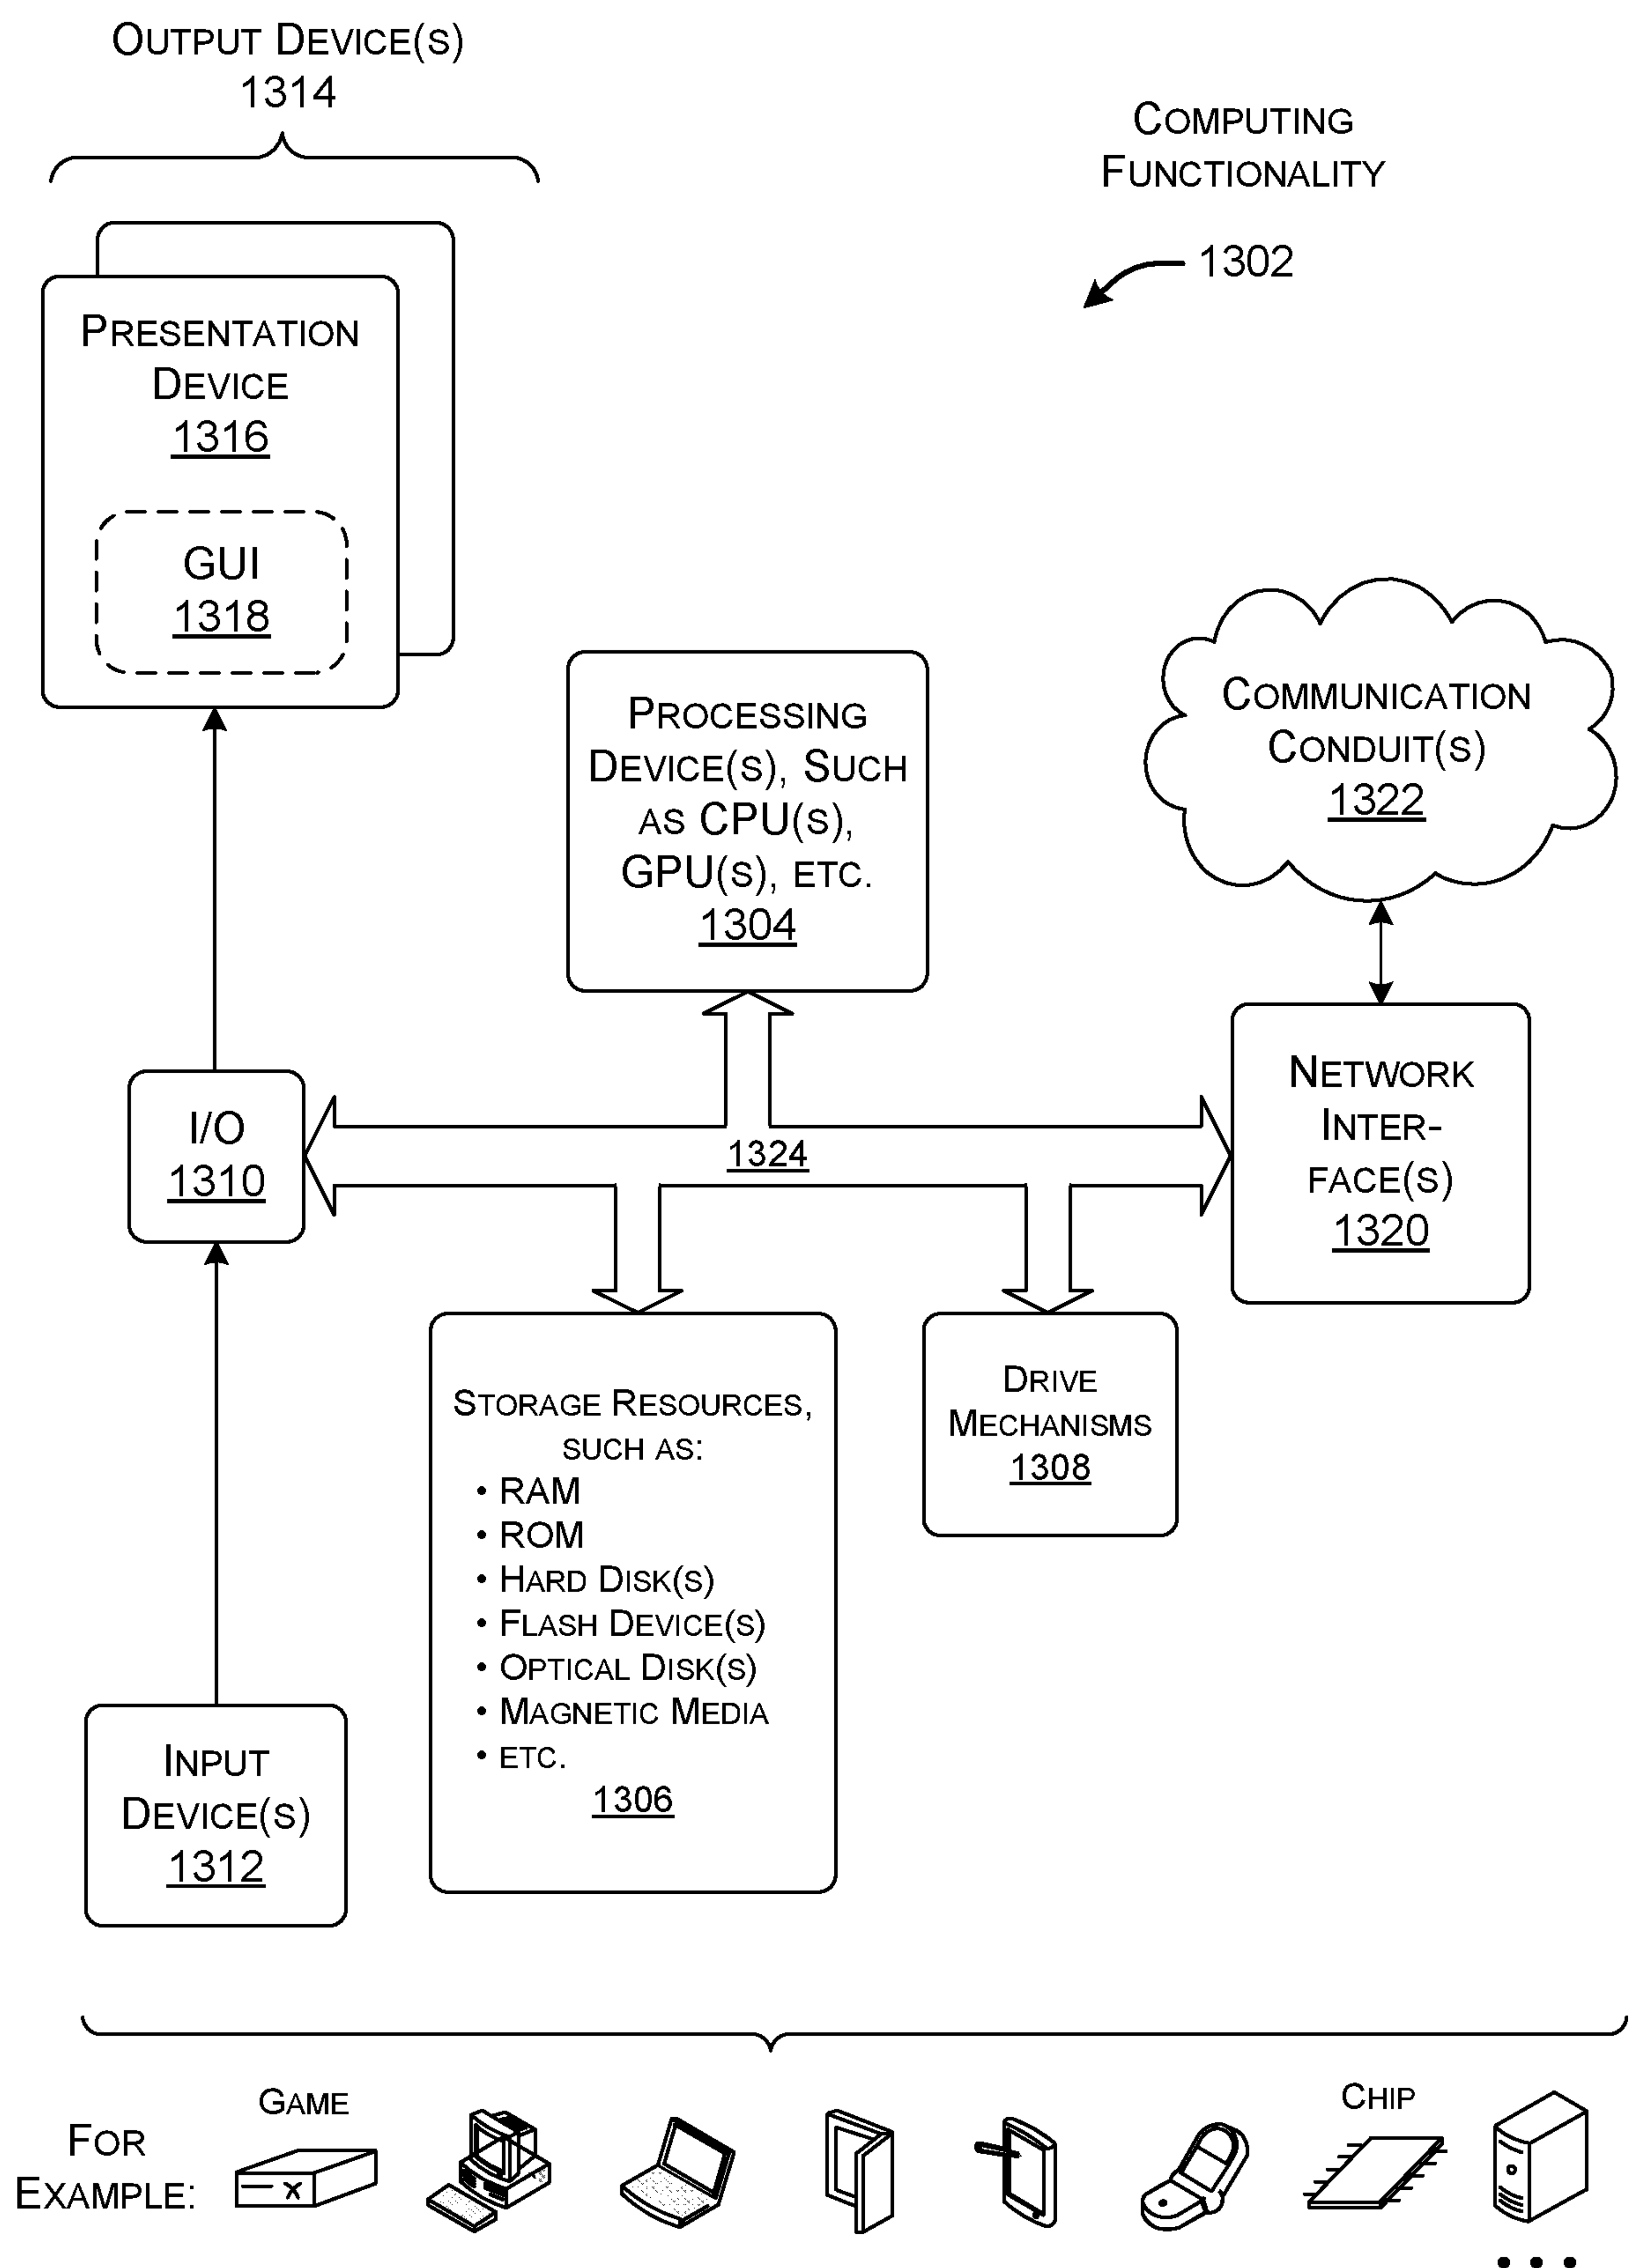 OUTPUT DEVICE(S)
1314
COMPUTING
FUNCTIONALITY
1302
PRESENTATION
DEVICE
1316
GUI
1318
PROCESSING
DEVICE(S), SUCH
AS CPU(S),
GPU(S), ETC.
1304
COMMUNICATION
CONDUIT(S)
1322
I/O
1310
1324
NETWORK
INTER-
FACE(S)
1320
STORAGE RESOURCES,
SUCH AS:
• RAM
• ROM
• HARD DISK(S)
• FLASH DEVICE(S)
• OPTICAL DISK(S)
• MAGNETIC MEDIA
• ETC.
1306
DRIVE
MECHANISMS
1308
INPUT
DEVICE(S)
1312
FOR
EXAMPLE:
GAME
X
CHIP
...